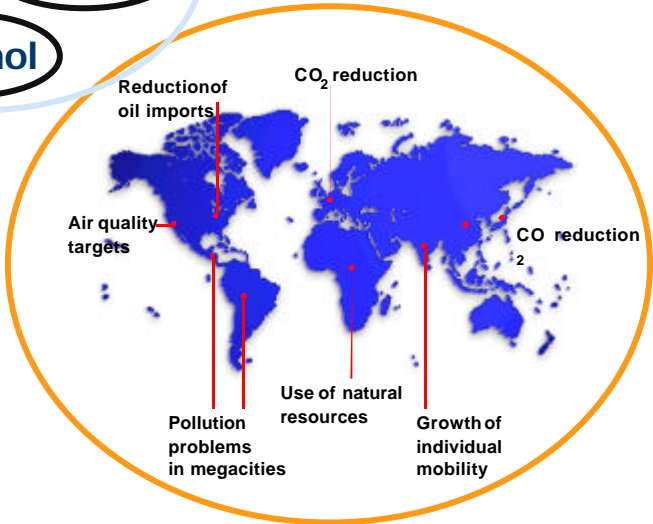 nol
Reductionof
oil imports
CO2 reduction
Air quality
targets
CO reduction
2
Use of natural
resources
Pollution
problems
in megacities
Growth of
individual
mobility